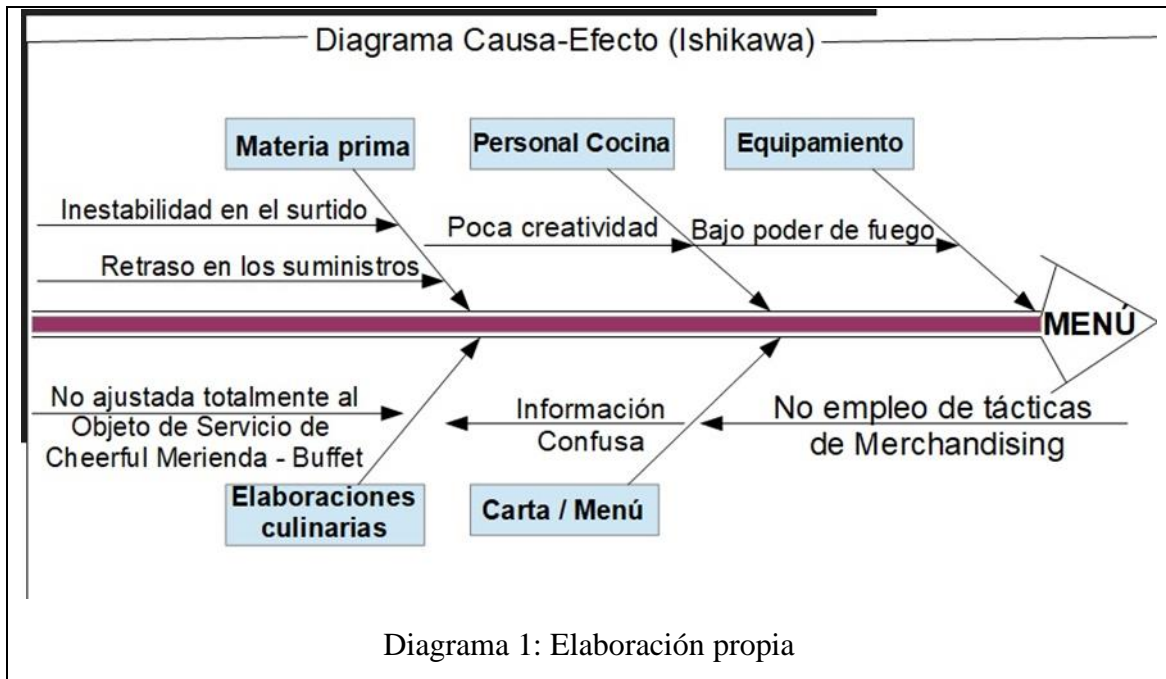 Diagrama Causa-Efecto (Ishikawa)
Materia prima
Personal Cocina
Equipamiento
Inestabilidad en el surtido
Poca creatividad
Bajo poder de fuego
Retraso en los suministros
MENÚ
No ajustada totalmente al
Objeto de Servicio de
Cheerful Merienda - Buffet
Información
Confusa
No empleo de tácticas
de Merchandising
Elaboraciones
culinarias
Carta / Menú
Diagrama 1: Elaboración propia